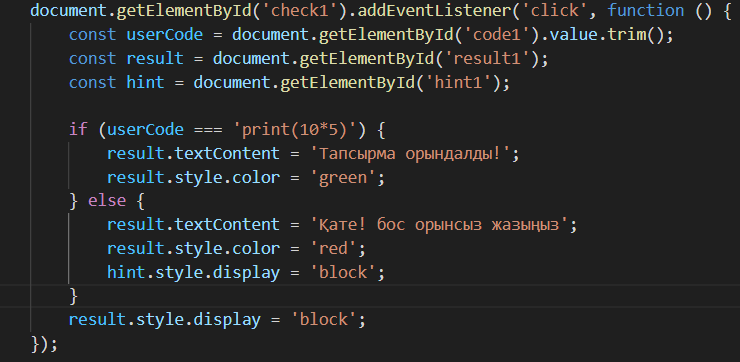 document.getElementById('check1').addEventListener('click', function () {
const userCode = document.getElementById('code1').value.trim();
const result = document.getElementById('result1');
const hint = document.getElementById('hint1');
if (userCode === 'print(10*5)') {
result.textContent = 'Тапсырма орындалды!';
result.style.color = 'green';
} else {
result.textContent = 'Қате! бос орынсыз жазыңыз';
result.style.color = 'red';
hint.style.display = 'block';
}
result.style.display = 'block';
});